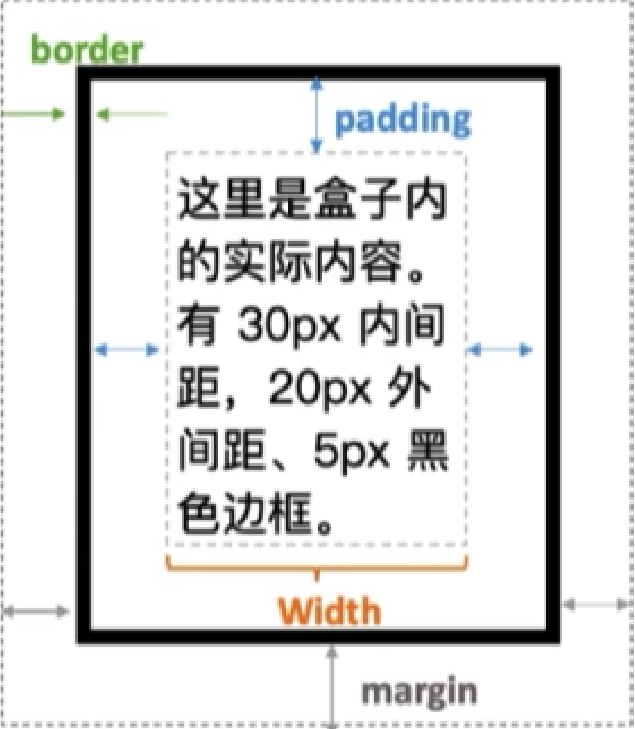 border
padding
这里是盒子内
的实际内容。
有 30px 内间
距，20px 外
间距、5px 黑
色边框。
Width
margin